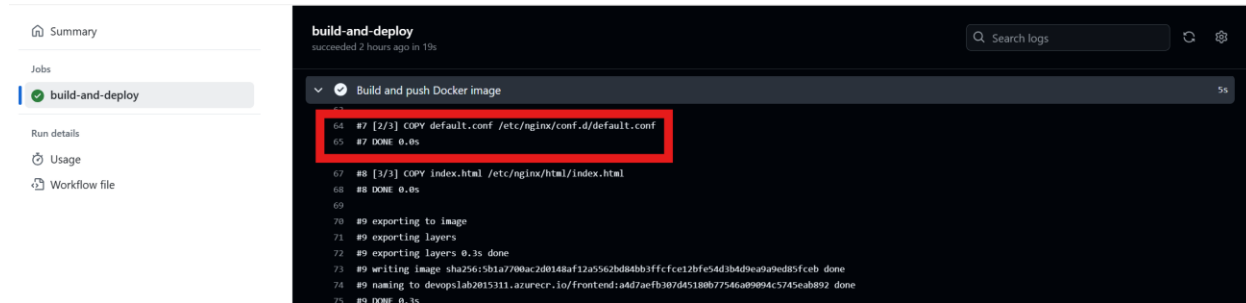 Summary
Jobs
build-and-deploy
Run details
Usage
Workflow file
build-and-deploy
succeeded 2 hours ago in 19s
Search logs
Build and push Docker image
5s
64 #7 [2/3] COPY default.conf /etc/nginx/conf.d/default.conf
65 #7 DONE 0.0s
67 #8 [3/3] COPY index.html /etc/nginx/html/index.html
68 #8 DONE 0.0s
69
70 #9 exporting to image
71 #9 exporting layers
72 #9 exporting layers 0.3s done
73 #9 writing image sha256:5b1a7700ac2d0148af12a5562bd84bb3ffcfce12bfe54d3b4d9ea9a9ed85fceb done
74 #9 naming to devopslab2015311.azurecr.io/frontend:a4d7aefb307d45180b77546a09094c5745eab892 done
75 #9 DONE 0.3s